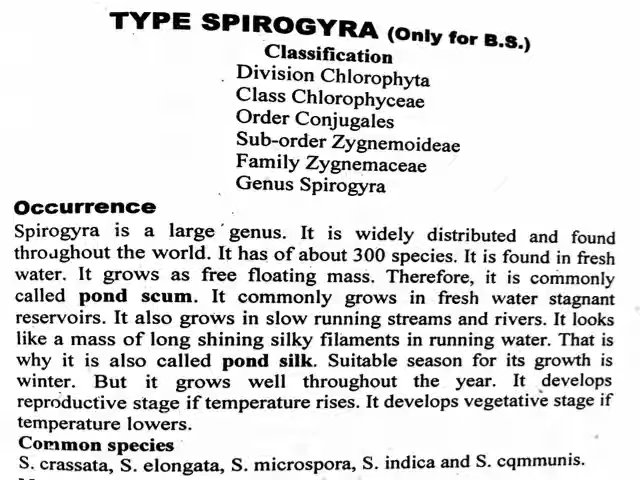 TYPE SPIROGYRA (Only for B.S.)
Classification
Division Chlorophyta
Class Chlorophyceae
Order Conjugales
Sub-order Zygnemoideae
Family Zygnemaceae
Genus Spirogyra
Occurrence
Spirogyra is a large genus. It is widely distributed and found
throughout the world. It has of about 300 species. It is found in fresh
water. It grows as free floating mass. Therefore, it is commonly
called pond scum. It commonly grows in fresh water stagnant
reservoirs. It also grows in slow running streams and rivers. It looks
like a mass of long shining silky filaments in running water. That is
why it is also called pond silk. Suitable season for its growth is
winter. But it grows well throughout the year. It develops
reproductive stage if temperature rises. It develops vegetative stage if
temperature lowers.
Common species
S. crassata, S. elongata, S. microspora, S. indica and S. cqmmunis.